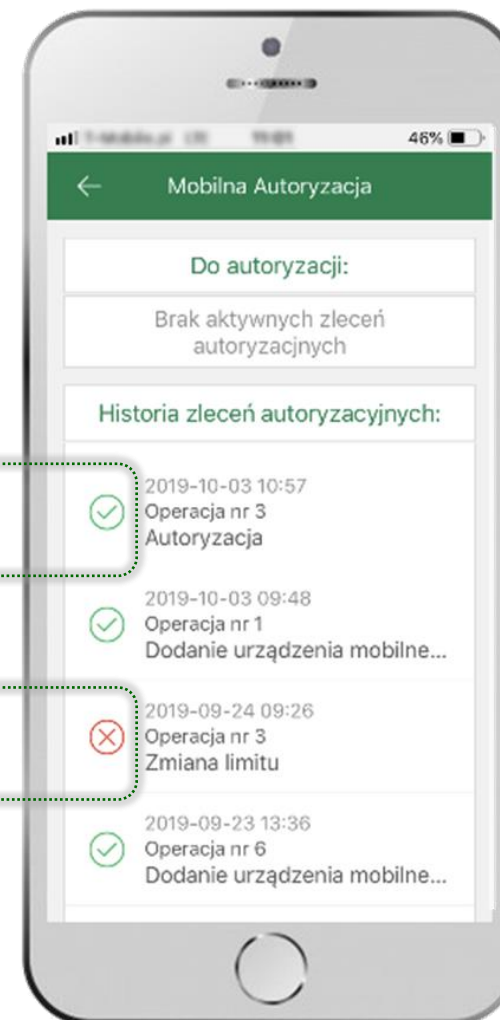 46%
Mobilna Autoryzacja
Do autoryzacji:
Brak aktywnych zleceń
autoryzacjnych
Historia zleceń autoryzacyjnych:
2019-10-03 10:57
Operacja nr 3
Autoryzacja
2019-10-03 09:48
Operacja nr 1
Dodanie urządzenia mobilne...
2019-09-24 09:26
Operacja nr 3
Zmiana limitu
2019-09-23 13:36
Operacja nr 6
Dodanie urządzenia mobilne...